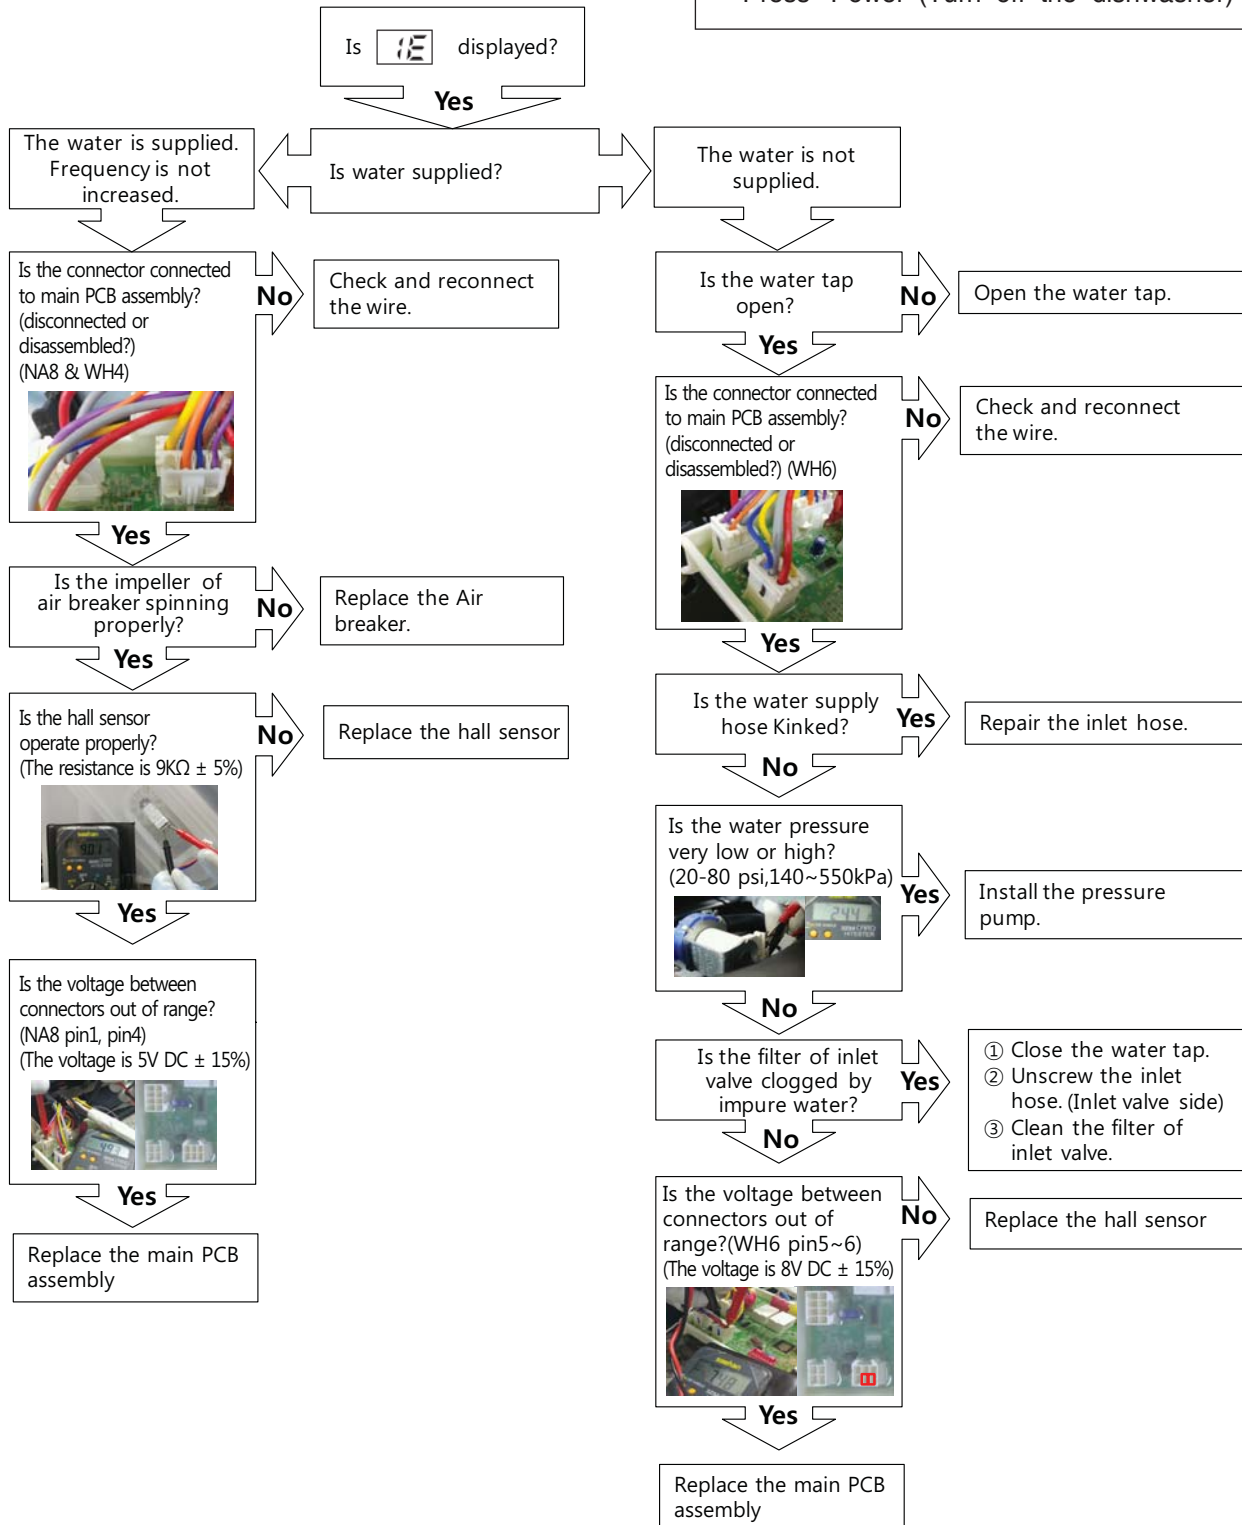 Press Power (Turn off the dishwasher)
Is IE displayed?
Yes
The water is supplied.
Frequency is not
increased.
Is water supplied?
The water is not
supplied.
Is the connector connected
to main PCB assembly?
(disconnected or
disassembled?)
(NA8 & WH4)
No
Check and reconnect
the wire.
Yes
Is the impeller of
air breaker spinning
properly?
No
Replace the Air
breaker.
Yes
Is the hall sensor
operate properly?
(The resistance is 9KΩ ± 5%)
9.01
No
Replace the hall sensor
Yes
Is the voltage between
connectors out of range?
(NA8 pin1, pin4)
(The voltage is 5V DC ± 15%)
Yes
Replace the main PCB
assembly
Is the water tap
open?
No
Open the water tap.
Yes
Is the connector connected
to main PCB assembly?
(disconnected or
disassembled?) (WH6)
No
Check and reconnect
the wire.
Yes
Is the water supply
hose Kinked?
Yes
Repair the inlet hose.
No
Is the water pressure
very low or high?
(20-80 psi,140~550kPa)
244
Yes
Install the pressure
pump.
No
Is the filter of inlet
valve clogged by
impure water?
Yes
① Close the water tap.
② Unscrew the inlet
hose. (Inlet valve side)
③ Clean the filter of
inlet valve.
No
Is the voltage between
connectors out of
range?(WH6 pin5~6)
(The voltage is 8V DC ± 15%)
No
Replace the hall sensor
Yes
Replace the main PCB
assembly